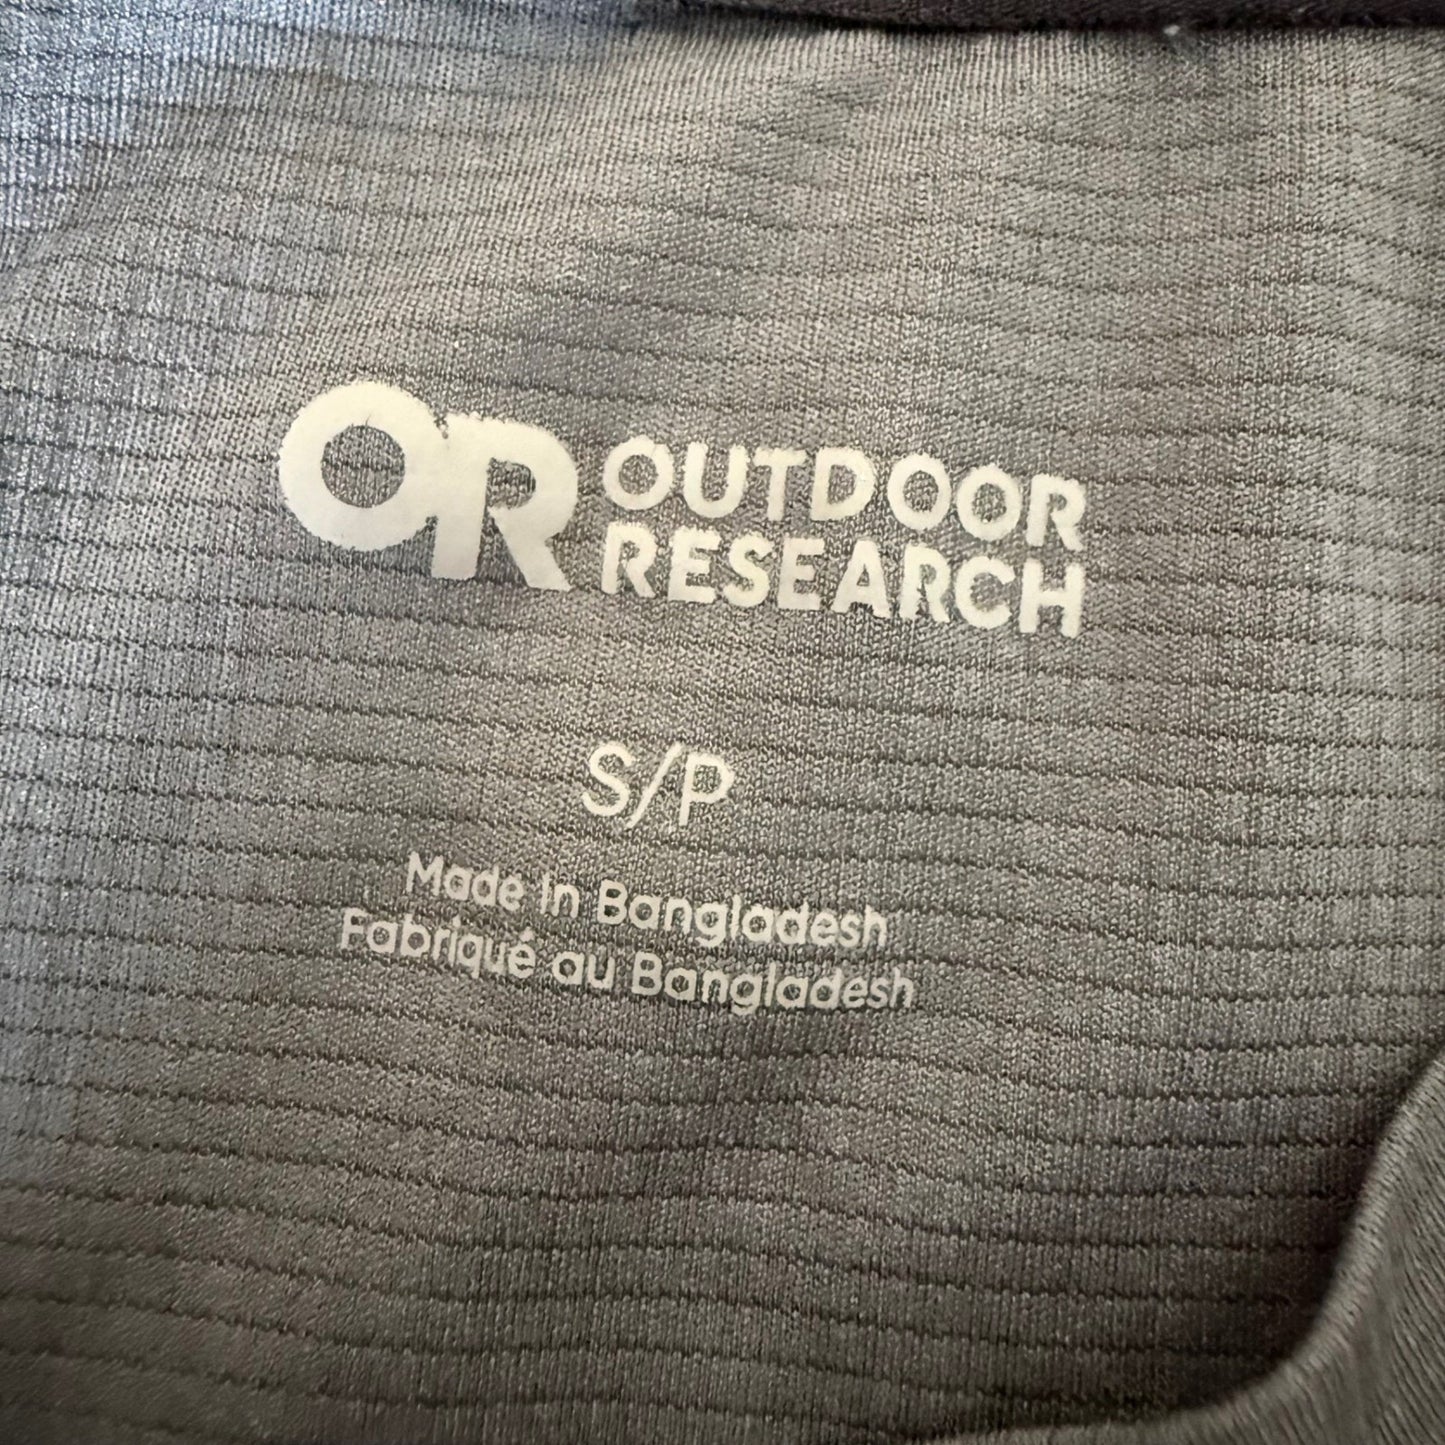 OR OUTDOOR
RESEARCH
S/P
Made in Bangladesh
Fabriqué au Bangladesh